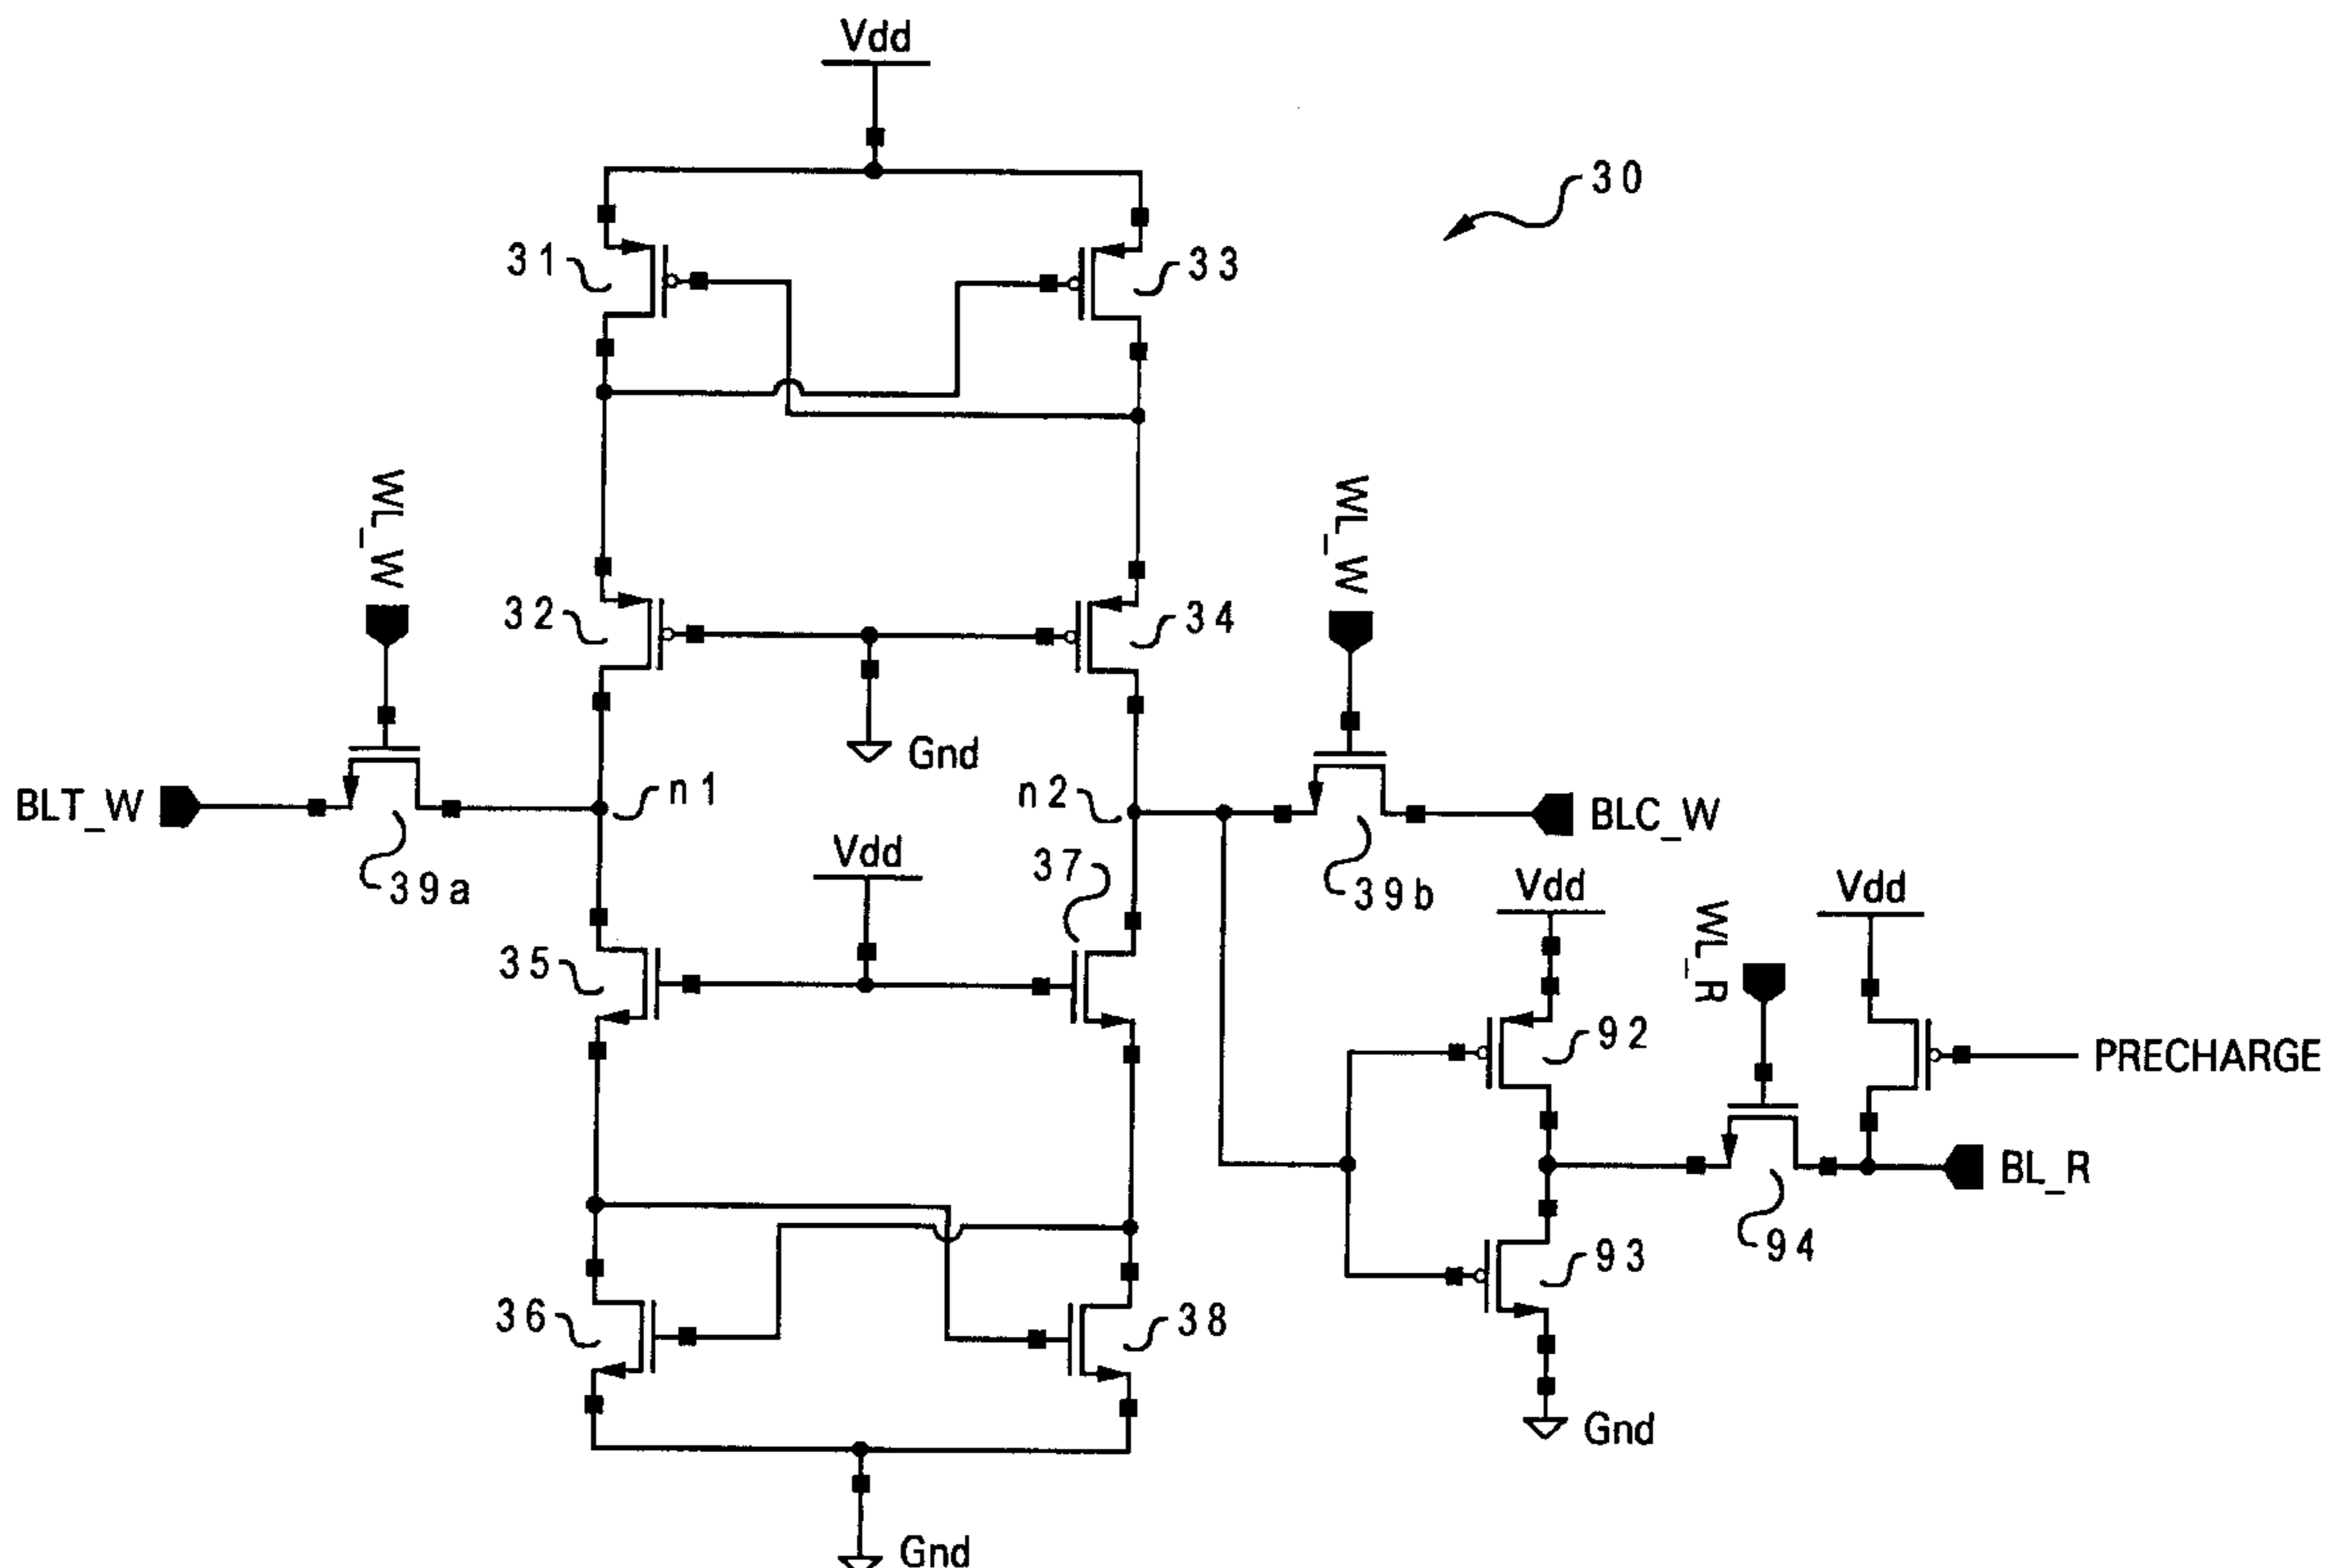 Vdd
30
31
33
WL_W
WL_W
32
34
Gnd
BLT_W
n1
n2
BLC_W
39a
Vdd
37
39b
Vdd
WL_R
Vdd
35
92
PRECHARGE
BL_R
94
93
36
38
Gnd
Gnd